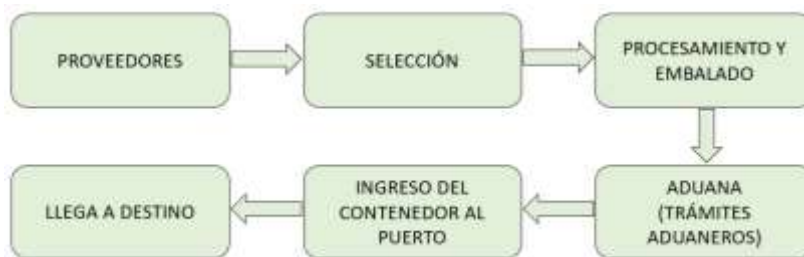 PROVEEDORES
SELECCIÓN
PROCESAMIENTO Y
EMBALADO
ADUANA
(TRÁMITES
ADUANEROS)
INGRESO DEL
CONTENEDOR AL
PUERTO
LLEGA A DESTINO